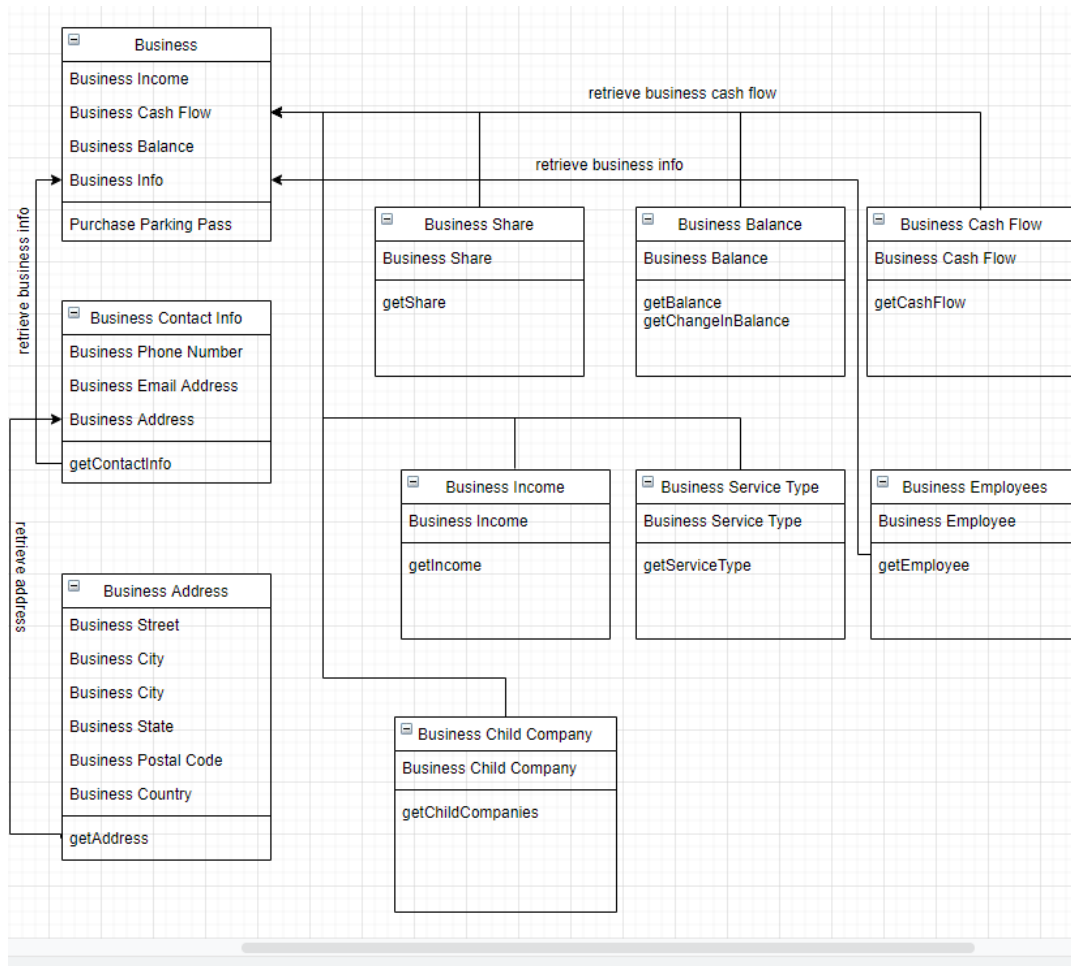 Business
Business Income
Business Cash Flow
Business Balance
Business Info
Purchase Parking Pass
retrieve business cash flow
retrieve business info
retrieve business info
Business Share
Business Share
getShare
Business Balance
Business Balance
getBalance
getChangeInBalance
Business Cash Flow
Business Cash Flow
getCashFlow
Business Contact Info
Business Phone Number
Business Email Address
Business Address
getContactInfo
retrieve address
Business Income
Business Income
getIncome
Business Service Type
Business Service Type
getServiceType
Business Employees
Business Employee
getEmployee
Business Address
Business Street
Business City
Business City
Business State
Business Postal Code
Business Country
getAddress
Business Child Company
Business Child Company
getChildCompanies